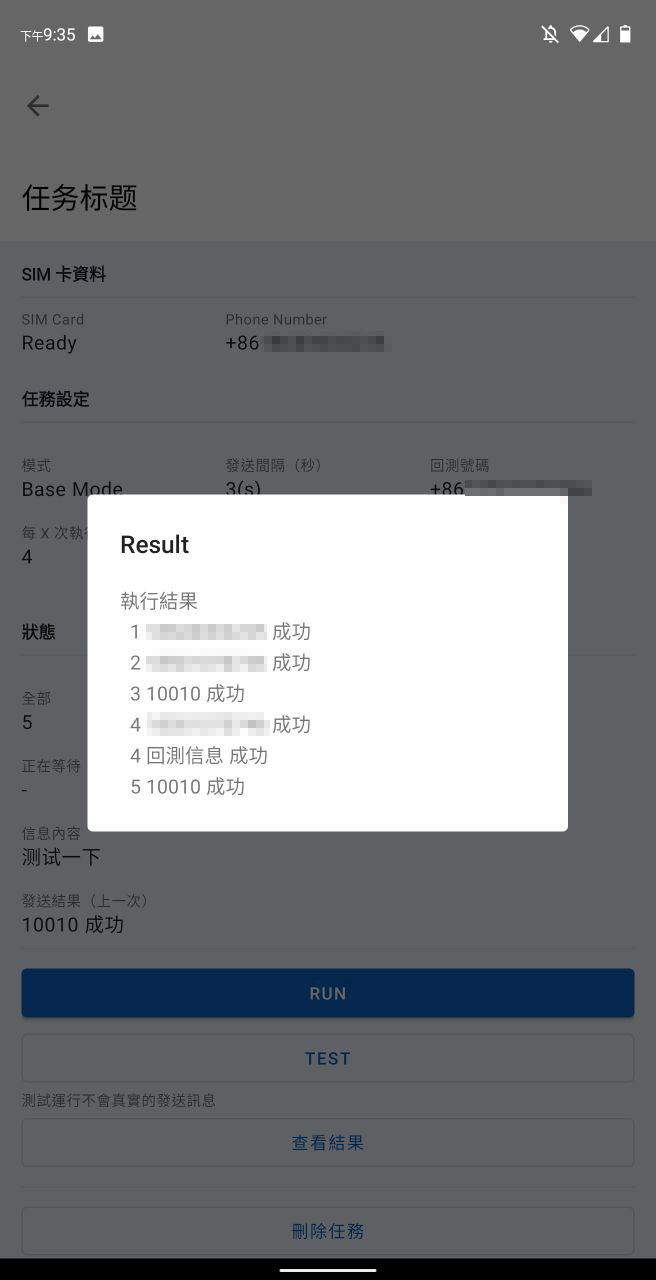 下午9:35
任务标题
SIM 卡資料
SIM Card Phone Number
Ready +86
任務設定
模式 發送間隔（秒） 回測號碼
Base Mode 3(s) +86
每 X 次執行
4
Result
執行結果
1 成功
2 成功
3 10010 成功
4 成功
4 回測信息 成功
5 10010 成功
狀態
全部
5
正在等待
-
信息內容
测试一下
發送結果（上一次）
10010 成功
RUN
TEST
測試運行不會真實的發送訊息
查看結果
刪除任務